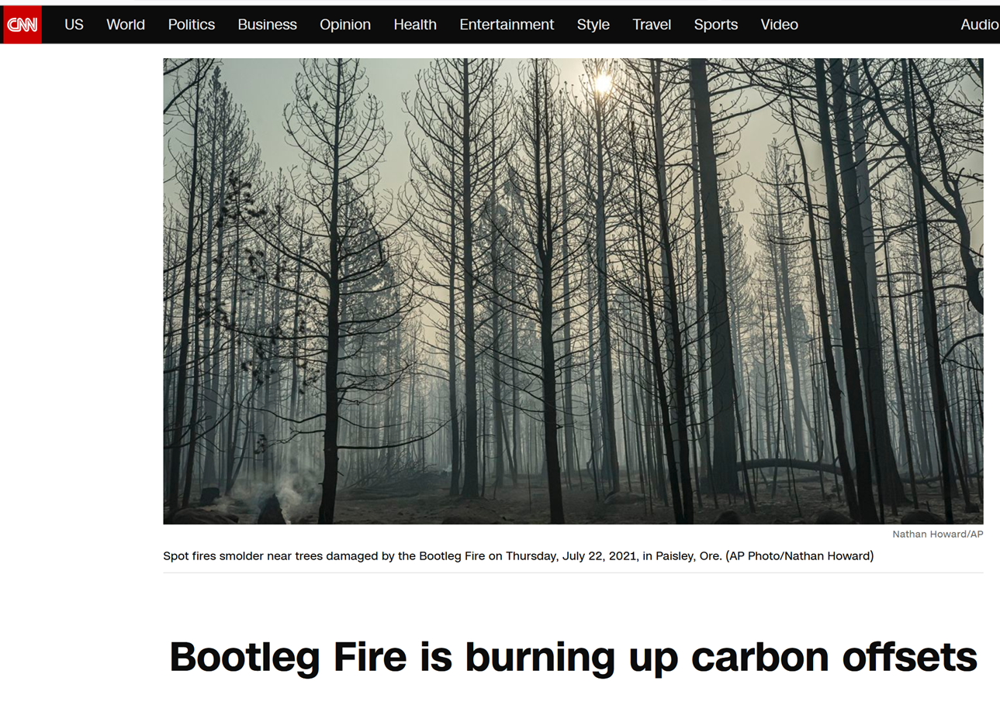 CNN US World Politics Business Opinion Health Entertainment Style Travel Sports Video Audio
Nathan Howard/AP
Spot fires smolder near trees damaged by the Bootleg Fire on Thursday, July 22, 2021, in Paisley, Ore. (AP Photo/Nathan Howard)
Bootleg Fire is burning up carbon offsets